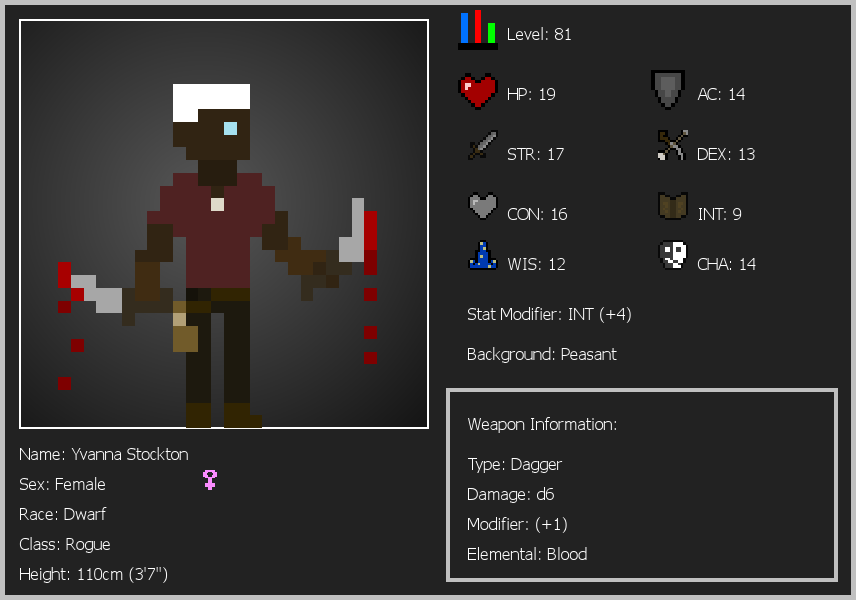 Level: 81
HP: 19
AC: 14
STR: 17
DEX: 13
CON: 16
INT: 9
WIS: 12
CHA: 14
Stat Modifier: INT (+4)
Background: Peasant
Weapon Information:
Type: Dagger
Damage: d6
Modifier: (+1)
Elemental: Blood
Name: Yvanna Stockton
Sex: Female
Race: Dwarf
Class: Rogue
Height: 110cm (3'7")